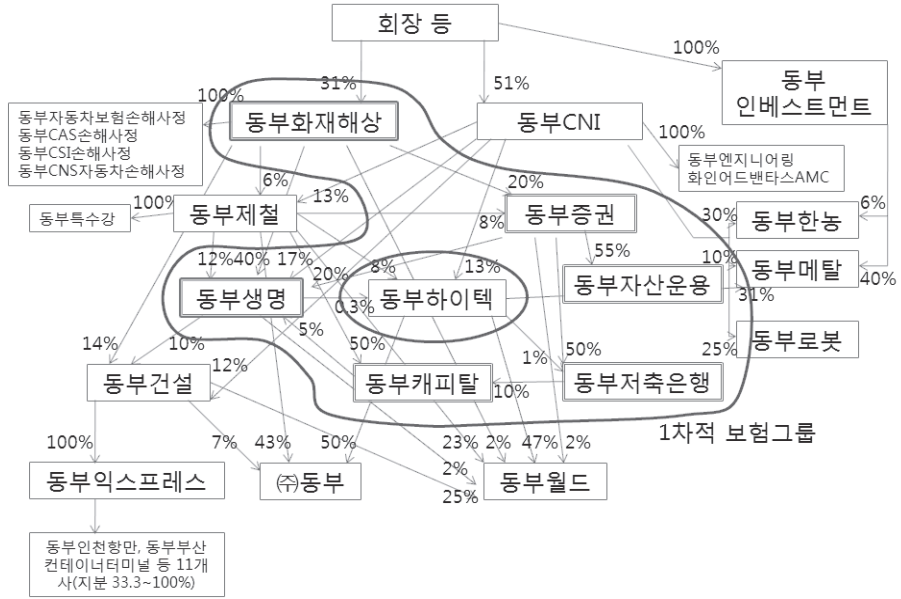 회장 등
100%
31%
51%
동부
인베스트먼트
100%
동부자동차보험손해사정
동부CAS손해사정
동부CSI손해사정
동부CNS자동차손해사정
동부화재해상
동부CNI
100%
동부엔지니어링
화인어드밴타스AMC
6%
13%
20%
100%
동부특수강
동부제철
8%
동부증권
30%
동부한농
6%
12%
40%
17%
20%
8%
13%
55%
10%
동부메탈
40%
동부생명
0.3%
동부하이텍
동부자산운용
31%
5%
14%
10%
12%
50%
1%
50%
25%
동부로봇
동부건설
동부캐피탈
10%
동부저축은행
1차적 보험그룹
100%
7%
43%
50%
23%
2%
47%
2%
2%
25%
동부익스프레스
㈜동부
동부월드
동부인천항만, 동부부산
컨테이너터미널 등 11개
사(지분 33.3~100%)